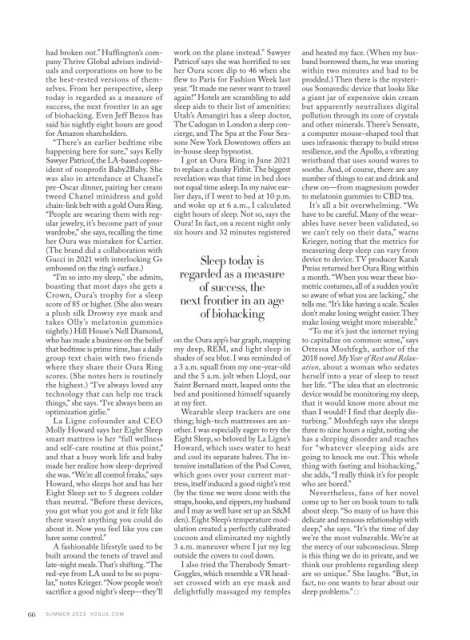 had broken out." Huffington's com-
pany Thrive Global advises individ-
uals and corporations on how to be
the best-rested versions of them-
selves. From her perspective, sleep
today is regarded as a measure of
success, the next frontier in an age
of biohacking. Even Jeff Bezos has
said his nightly eight hours are good
for Amazon shareholders.
"There's an earlier bedtime vibe
happening here for sure," says Kelly
Sawyer Patricof, the LA-based copres-
ident of nonprofit Baby2Baby. She
was also in attendance at Chanel's
pre-Oscar dinner, pairing her cream
tweed Chanel minidress and gold
chain-link belt with a gold Oura Ring.
"People are wearing them with reg-
ular jewelry, it's become part of your
wardrobe," she says, recalling the time
her Oura was mistaken for Cartier.
(The brand did a collaboration with
Gucci in 2021 with interlocking Gs
embossed on the ring's surface.)
"I'm so into my sleep," she admits,
boasting that most days she gets a
Crown, Oura's trophy for a sleep
score of 85 or higher. (She also wears
a plush silk Drowsy eye mask and
takes Olly's melatonin gummies
nightly.) Hill House's Nell Diamond,
who has made a business on the belief
that bedtime is prime time, has a daily
group text chain with two friends
where they share their Oura Ring
scores. (She notes hers is routinely
the highest.) "I've always loved any
technology that can help me track
things," she says. "I've always been an
optimization girlie."
La Ligne cofounder and CEO
Molly Howard says her Eight Sleep
smart mattress is her "full wellness
and self-care routine at this point,"
and that a busy work life and baby
made her realize how sleep-deprived
she was. "We're all control freaks," says
Howard, who sleeps hot and has her
Eight Sleep set to 5 degrees colder
than neutral. "Before these devices,
you got what you got and it felt like
there wasn't anything you could do
about it. Now you feel like you can
have some control."
A fashionable lifestyle used to be
built around the tenets of travel and
late-night meals. That's shifting. "The
red-eye from LA used to be so popu-
lar," notes Krieger. "Now people won't
sacrifice a good night's sleep—they'll
work on the plane instead." Sawyer
Patricof says she was horrified to see
her Oura score dip to 46 when she
flew to Paris for Fashion Week last
year. "It made me never want to travel
again!" Hotels are scrambling to add
sleep aids to their list of amenities:
Utah's Amangiri has a sleep doctor,
The Cadogan in London a sleep con-
cierge, and The Spa at the Four Sea-
sons New York Downtown offers an
in-house sleep hypnotist.
I got an Oura Ring in June 2021
to replace a clunky Fitbit. The biggest
revelation was that time in bed does
not equal time asleep. In my naive ear-
lier days, if I went to bed at 10 p.m.
and woke up at 6 a.m., I calculated
eight hours of sleep. Not so, says the
Oura! In fact, on a recent night only
six hours and 32 minutes registered
Sleep today is
regarded as a measure
of success, the
next frontier in an age
of biohacking
on the Oura app's bar graph, mapping
my deep, REM, and light sleep in
shades of sea blue. I was reminded of
a 3 a.m. squall from my one-year-old
and the 5 a.m. jolt when Lloyd, our
Saint Bernard mutt, leaped onto the
bed and positioned himself squarely
at my feet.
Wearable sleep trackers are one
thing; high-tech mattresses are an-
other. I was especially eager to try the
Eight Sleep, so beloved by La Ligne's
Howard, which uses water to heat
and cool its separate halves. The in-
tensive installation of the Pod Cover,
which goes over your current mat-
tress, itself induced a good night's rest
(by the time we were done with the
straps, hooks, and zippers, my husband
and I may as well have set up an S&M
den). Eight Sleep's temperature mod-
ulation created a perfectly calibrated
cocoon and eliminated my nightly
3 a.m. maneuver where I jut my leg
outside the covers to cool down.
I also tried the Therabody Smart-
Goggles, which resemble a VR head-
set crossed with an eye mask and
delightfully massaged my temples
and heated my face. (When my hus-
band borrowed them, he was snoring
within two minutes and had to be
prodded.) Then there is the mysteri-
ous Somavedic device that looks like
a giant jar of expensive skin cream
but apparently neutralizes digital
pollution through its core of crystals
and other minerals. There's Sensate,
a computer mouse–shaped tool that
uses infrasonic therapy to build stress
resilience, and the Apollo, a vibrating
wristband that uses sound waves to
soothe. And, of course, there are any
number of things to eat and drink and
chew on—from magnesium powder
to melatonin gummies to CBD tea.
It's all a bit overwhelming. "We
have to be careful. Many of the wear-
ables have never been validated, so
we can't rely on their data," warns
Krieger, noting that the metrics for
measuring deep sleep can vary from
device to device. TV producer Karah
Preiss returned her Oura Ring within
a month. "When you wear these bio-
metric costumes, all of a sudden you're
so aware of what you are lacking," she
tells me. "It's like having a scale. Scales
don't make losing weight easier. They
make losing weight more miserable."
"To me it's just the internet trying
to capitalize on common sense," says
Ottessa Moshfegh, author of the
2018 novel My Year of Rest and Relax-
ation, about a woman who sedates
herself into a year of sleep to reset
her life. "The idea that an electronic
device would be monitoring my sleep,
that it would know more about me
than I would? I find that deeply dis-
turbing." Moshfegh says she sleeps
three to nine hours a night, noting she
has a sleeping disorder and reaches
for "whatever sleeping aids are
going to knock me out. This whole
thing with fasting and biohacking,"
she adds, "I really think it's for people
who are bored."
Nevertheless, fans of her novel
come up to her on book tours to talk
about sleep. "So many of us have this
delicate and tenuous relationship with
sleep," she says. "It's the time of day
we're the most vulnerable. We're at
the mercy of our subconscious. Sleep
is this thing we do in private, and we
think our problems regarding sleep
are so unique." She laughs. "But, in
fact, no one wants to hear about our
sleep problems." □
66 SUMMER 2025 VOGUE.COM